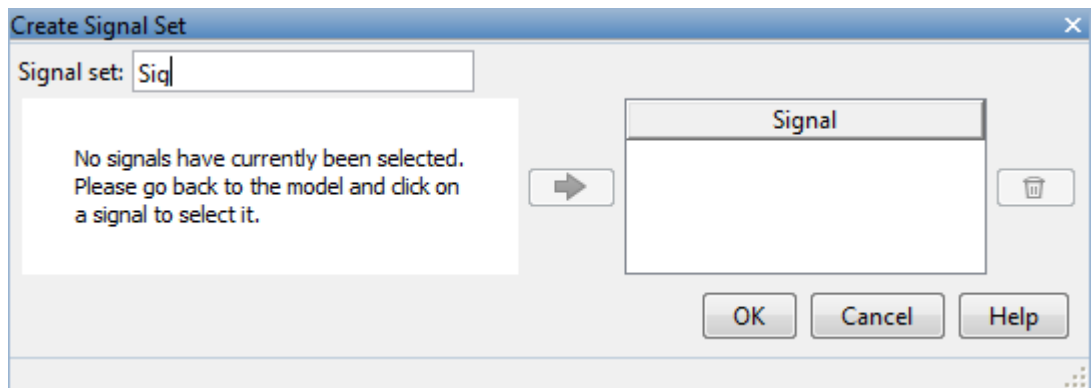 Create Signal Set
Signal set: Sig
No signals have currently been selected.
Please go back to the model and click on
a signal to select it.
Signal
OK Cancel Help